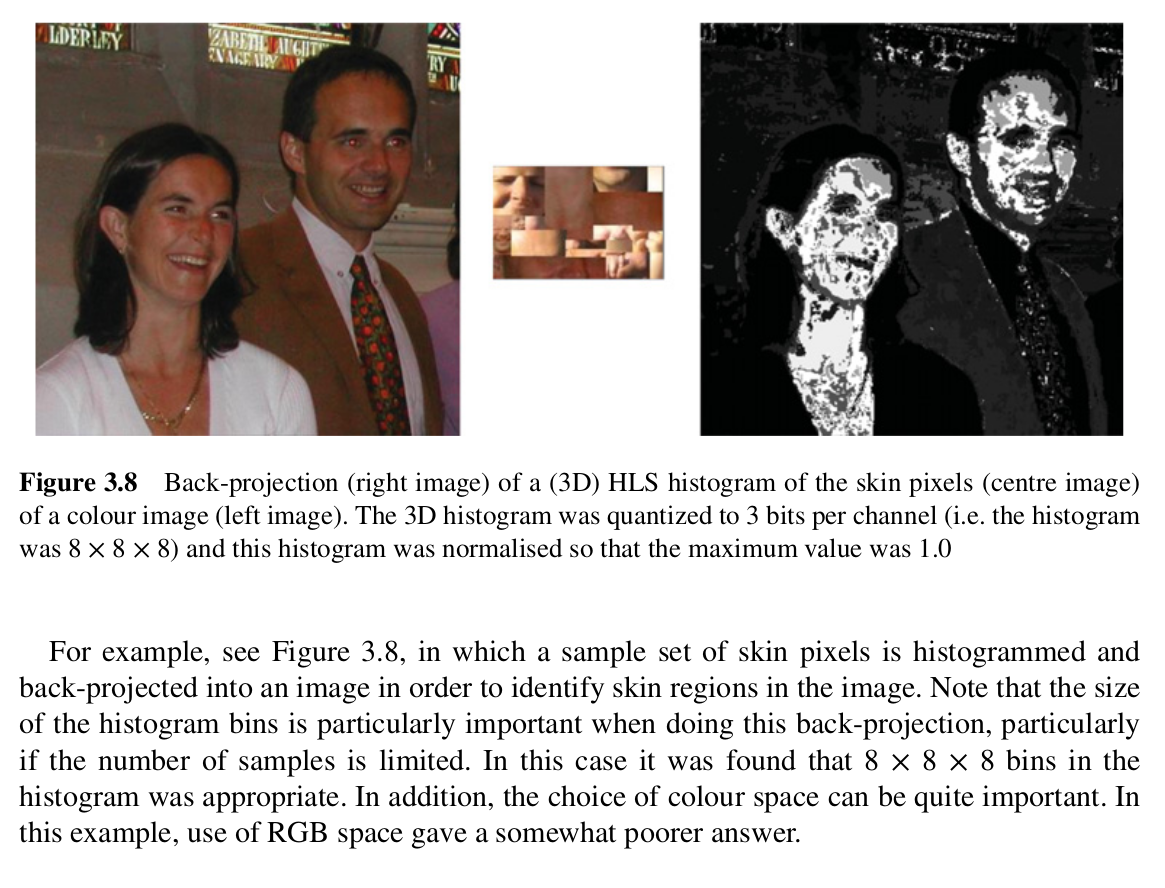 ALDERLEY
ZABETH
Figure 3.8 Back-projection (right image) of a (3D) HLS histogram of the skin pixels (centre image)
of a colour image (left image). The 3D histogram was quantized to 3 bits per channel (i.e. the histogram
was 8 × 8 × 8) and this histogram was normalised so that the maximum value was 1.0
For example, see Figure 3.8, in which a sample set of skin pixels is histogrammed and
back-projected into an image in order to identify skin regions in the image. Note that the size
of the histogram bins is particularly important when doing this back-projection, particularly
if the number of samples is limited. In this case it was found that 8 × 8 × 8 bins in the
histogram was appropriate. In addition, the choice of colour space can be quite important. In
this example, use of RGB space gave a somewhat poorer answer.